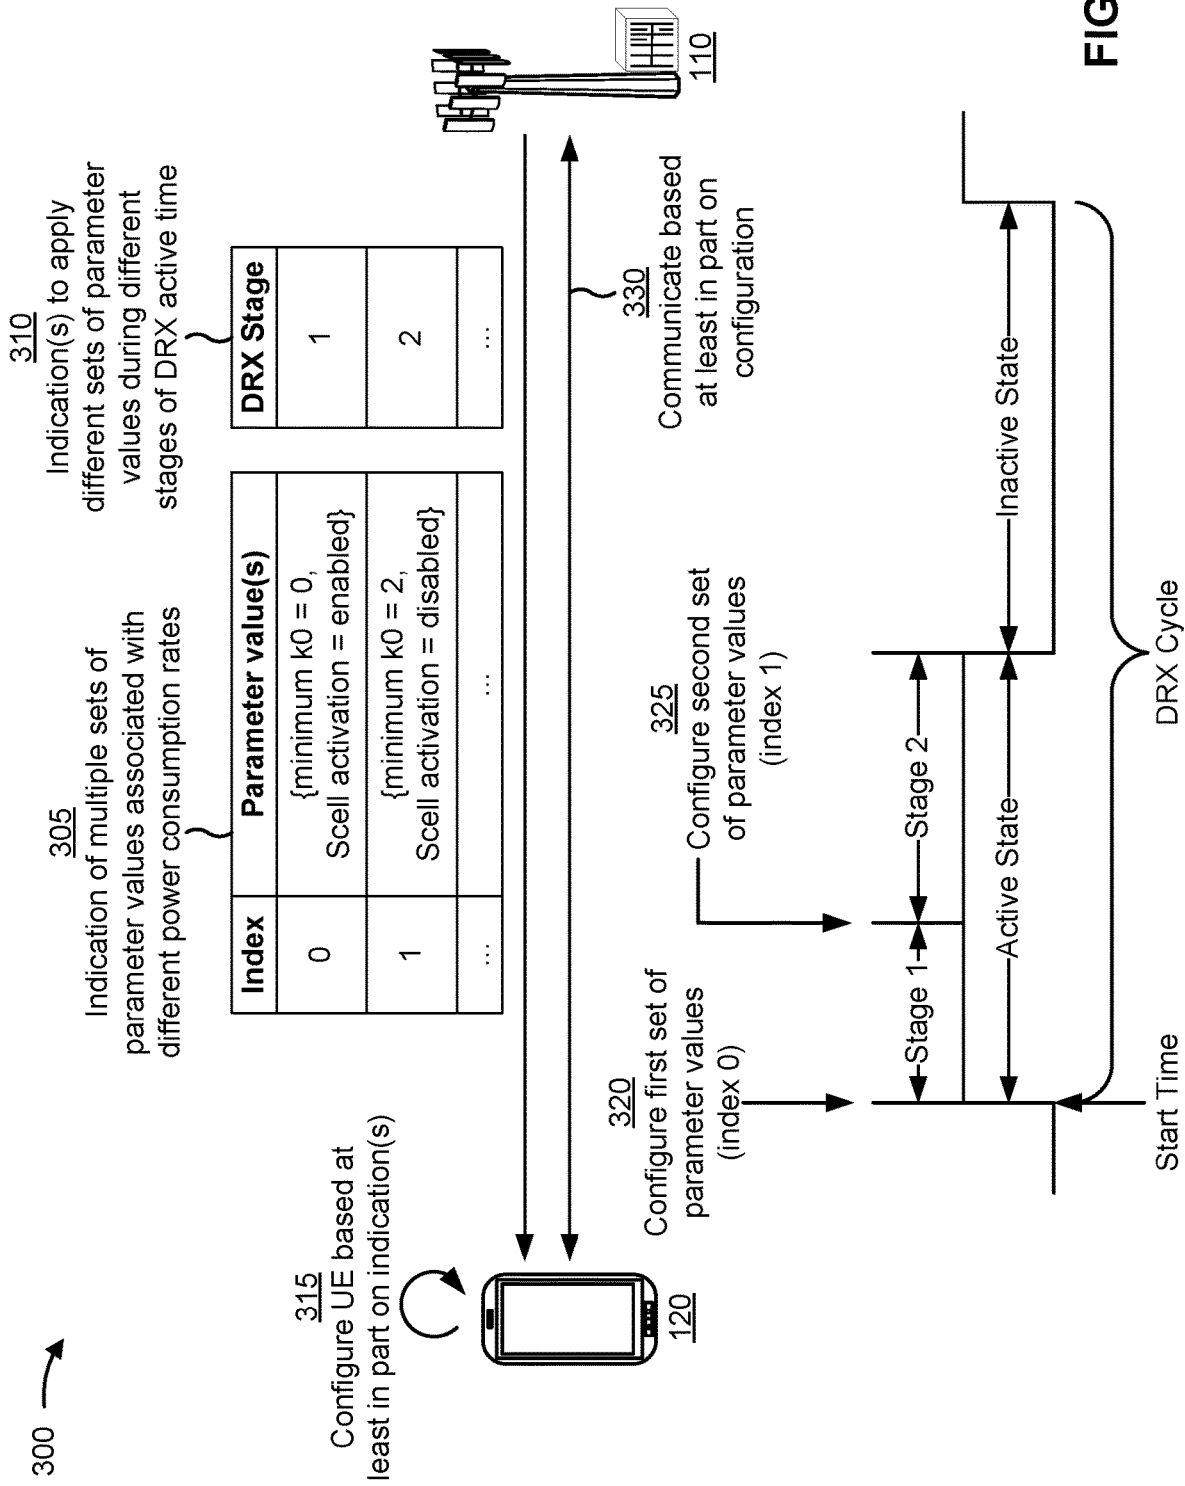 300
305
Indication of multiple sets of
parameter values associated with
different power consumption rates
310
Indication(s) to apply
different sets of parameter
values during different
stages of DRX active time
Index
Parameter value(s)
DRX Stage
0
{minimum k0 = 0,
Scell activation = enabled}
1
1
{minimum k0 = 2,
Scell activation = disabled}
2
...
...
...
315
Configure UE based at
least in part on indication(s)
120
110
330
Communicate based
at least in part on
configuration
320
Configure first set of
parameter values
(index 0)
325
Configure second set
of parameter values
(index 1)
Stage 1
Stage 2
Active State
Inactive State
Start Time
DRX Cycle
FIG